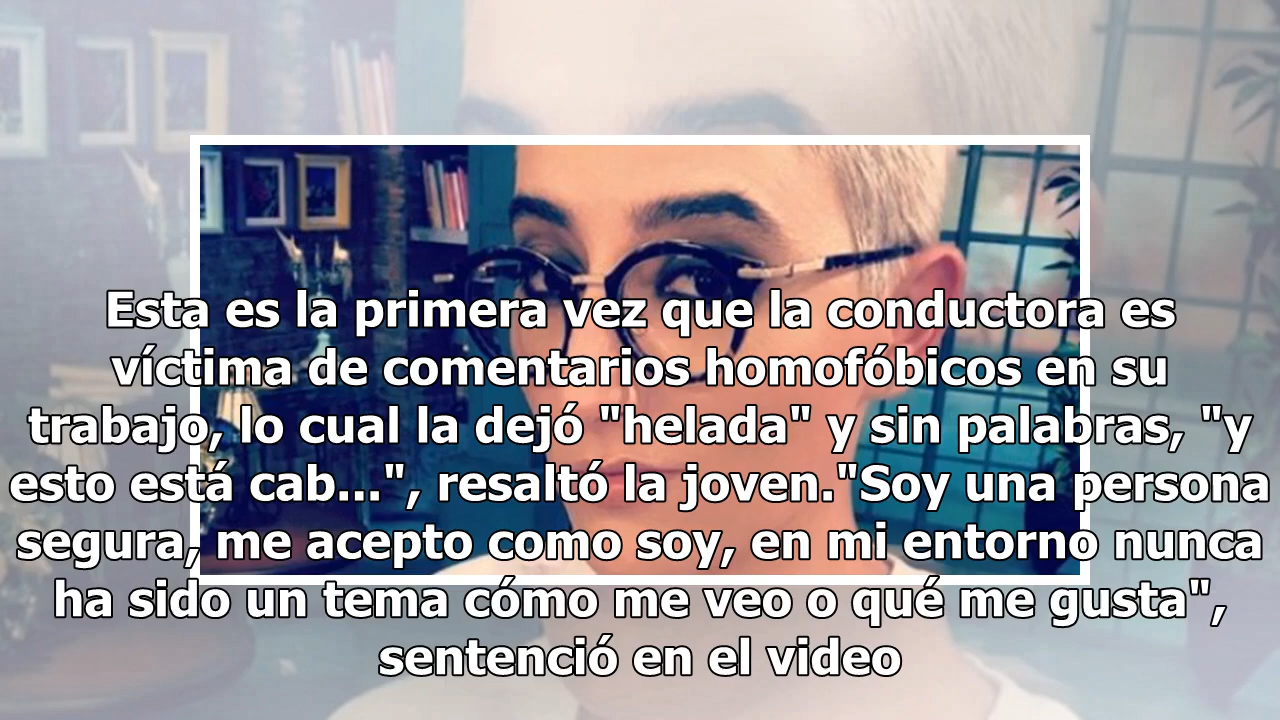 Esta es la primera vez que la conductora es
víctima de comentarios homofóbicos en su
trabajo, lo cual la dejó "helada" y sin palabras, "y
esto está cab...", resaltó la joven."Soy una persona
segura, me acepto como soy, en mi entorno nunca
ha sido un tema cómo me veo o qué me gusta",
sentenció en el video